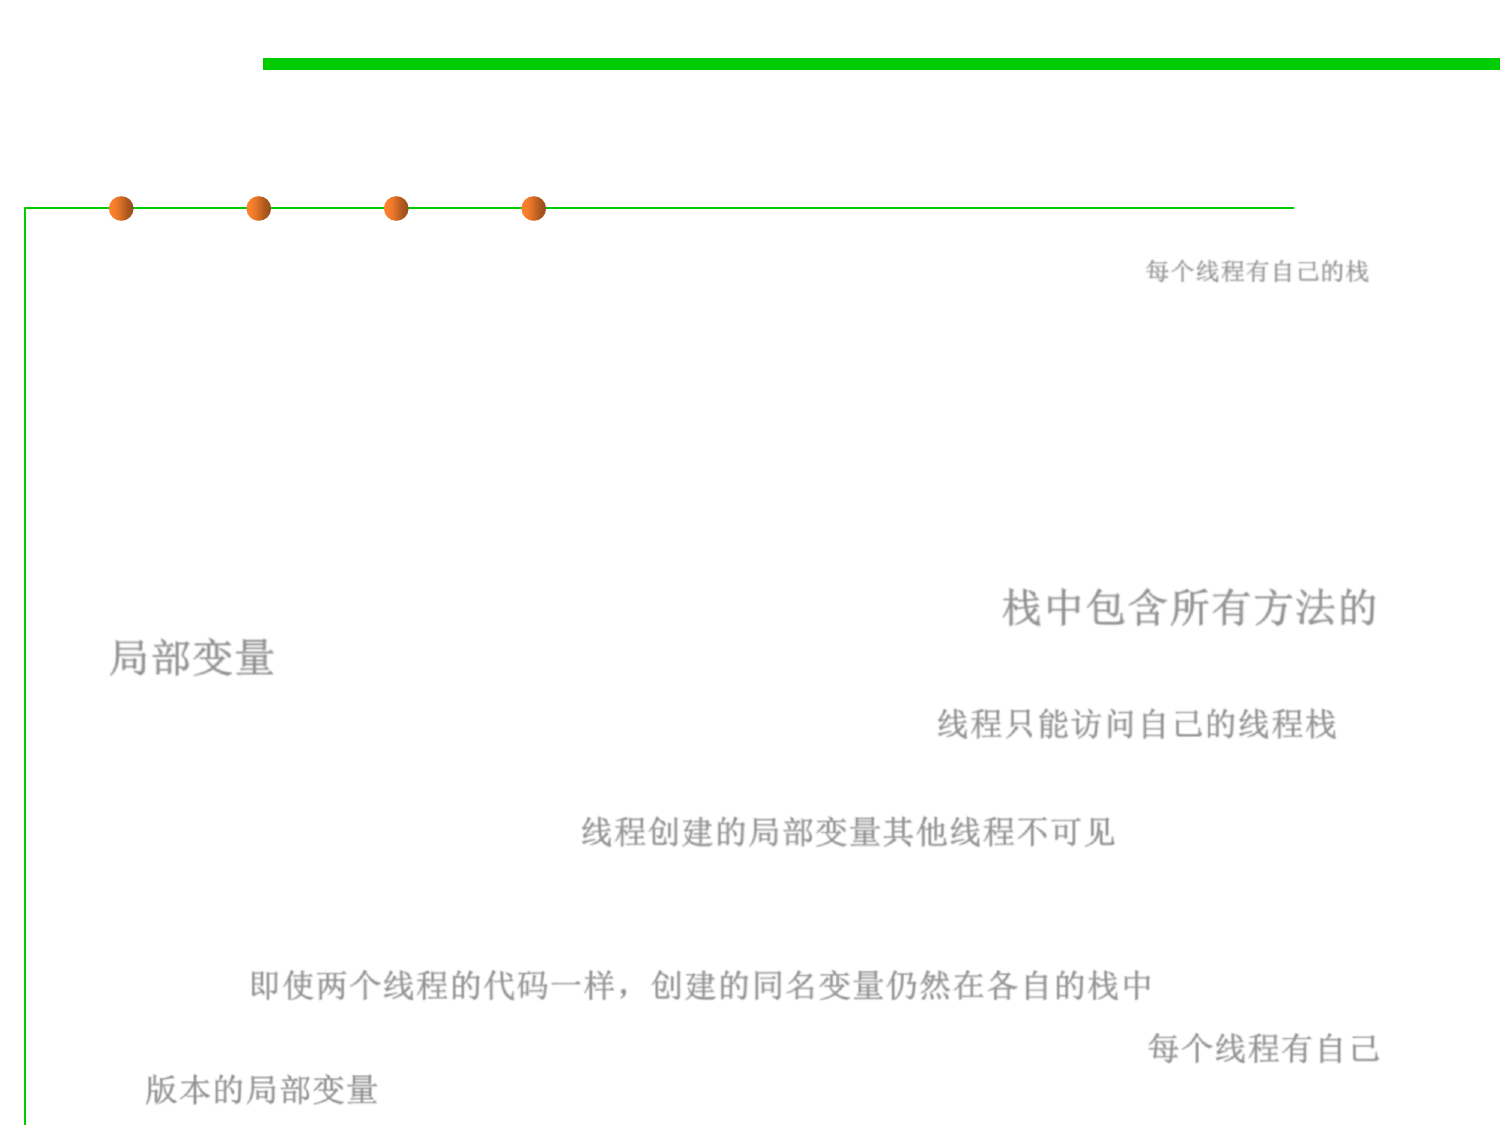 每个线程有自己的栈
栈中包含所有方法的
局部变量
线程只能访问自己的线程栈
线程创建的局部变量其他线程不可见
即使两个线程的代码一样，创建的同名变量仍然在各自的栈中
每个线程有自己
版本的局部变量